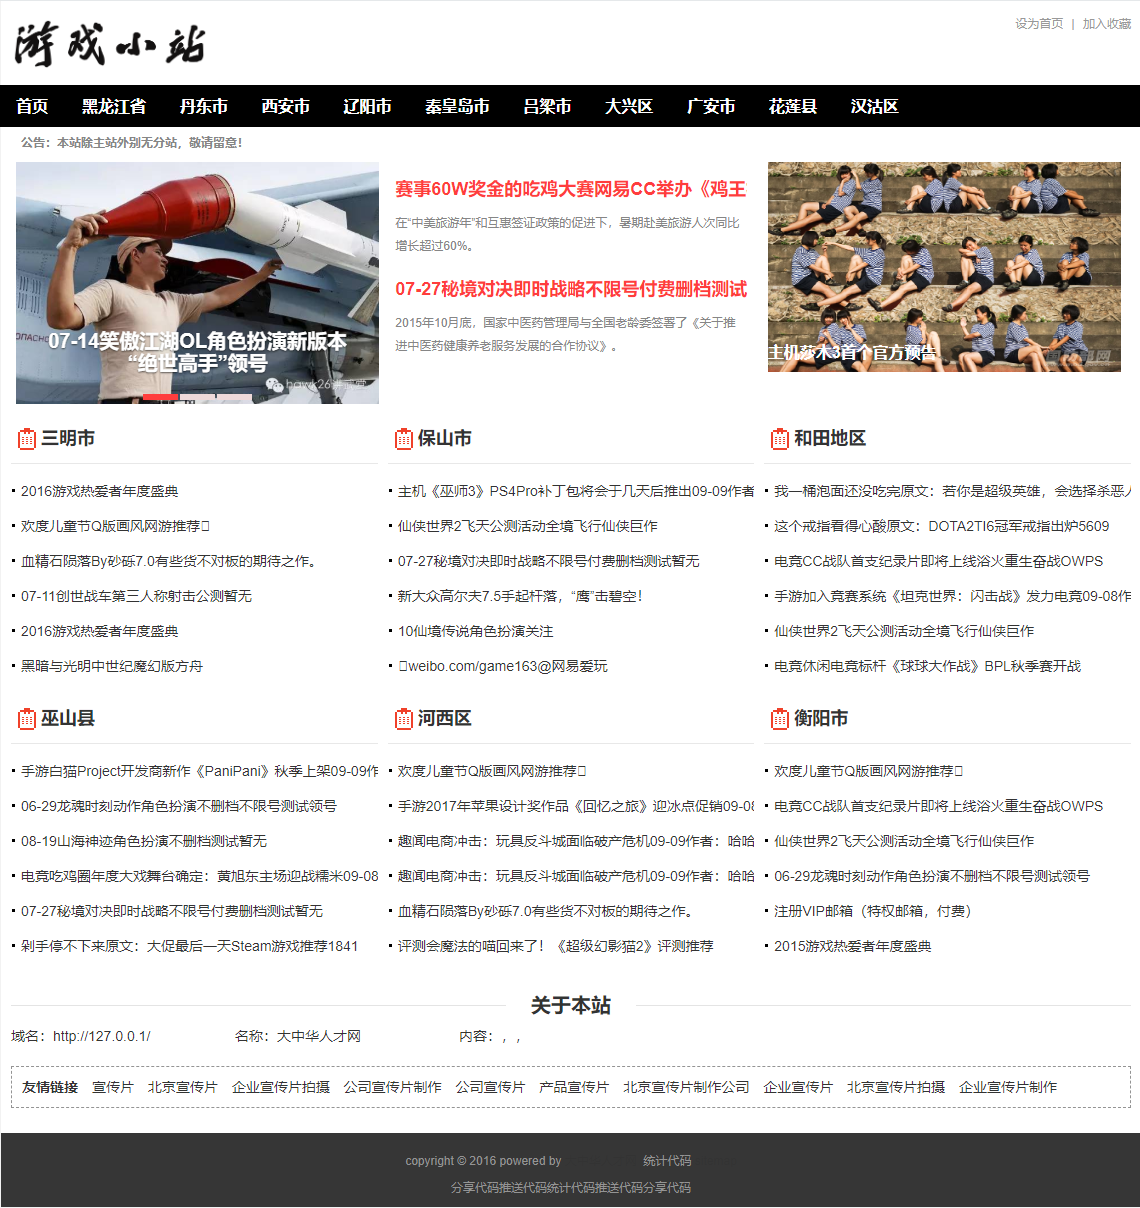 游戏小站
设为首页 | 加入收藏
首页 黑龙江省 丹东市 西安市 辽阳市 秦皇岛市 吕梁市 大兴区 广安市 花莲县 汉沽区
公告：本站除主站外别无分站，敬请留意！
07-14笑傲江湖OL角色扮演新版本
“绝世高手”领号
赛事60W奖金的吃鸡大赛网易CC举办《鸡王
在“中美旅游年”和互惠签证政策的促进下，暑期赴美旅游人次同比
增长超过60%。
07-27秘境对决即时战略不限号付费删档测试
2015年10月底，国家中医药管理局与全国老龄委签署了《关于推
进中医药健康养老服务发展的合作协议》。
主机莎木3首个官方预告
三明市
2016游戏热爱者年度盛典
欢度儿童节Q版画风网游推荐
血精石陨落By砂砾7.0有些货不对板的期待之作。
07-11创世战车第三人称射击公测暂无
2016游戏热爱者年度盛典
黑暗与光明中世纪魔幻版方舟
保山市
主机《巫师3》PS4Pro补丁包将会于几天后推出09-09作者
仙侠世界2飞天公测活动全境飞行仙侠巨作
07-27秘境对决即时战略不限号付费删档测试暂无
新大众高尔夫7.5手起杆落，“鹰”击碧空！
10仙境传说角色扮演关注
weibo.com/game163@网易爱玩
和田地区
我一桶泡面还没吃完原文：若你是超级英雄，会选择杀恶人
这个戒指看得心酸原文：DOTA2TI6冠军戒指出炉5609
电竞CC战队首支纪录片即将上线浴火重生奋战OWPS
手游加入竞赛系统《坦克世界：闪击战》发力电竞09-08作
仙侠世界2飞天公测活动全境飞行仙侠巨作
电竞休闲电竞标杆《球球大作战》BPL秋季赛开战
巫山县
手游白猫Project开发商新作《PaniPani》秋季上架09-09作
06-29龙魂时刻动作角色扮演不删档不限号测试领号
08-19山海神迹角色扮演不删档测试暂无
电竞吃鸡圈年度大戏舞台确定：黄旭东主场迎战糯米09-08
07-27秘境对决即时战略不限号付费删档测试暂无
剁手停不下来原文：大促最后一天Steam游戏推荐1841
河西区
欢度儿童节Q版画风网游推荐
手游2017年苹果设计奖作品《回忆之旅》迎冰点促销09-08
趣闻电商冲击：玩具反斗城面临破产危机09-09作者：哈哈
趣闻电商冲击：玩具反斗城面临破产危机09-09作者：哈哈
血精石陨落By砂砾7.0有些货不对板的期待之作。
评测会魔法的喵回来了！《超级幻影猫2》评测推荐
衡阳市
欢度儿童节Q版画风网游推荐
电竞CC战队首支纪录片即将上线浴火重生奋战OWPS
仙侠世界2飞天公测活动全境飞行仙侠巨作
06-29龙魂时刻动作角色扮演不删档不限号测试领号
注册VIP邮箱（特权邮箱，付费）
2015游戏热爱者年度盛典
关于本站
域名：http://127.0.0.1/ 名称：大中华人才网 内容：，，
友情链接 宣传片 北京宣传片 企业宣传片拍摄 公司宣传片制作 公司宣传片 产品宣传片 北京宣传片制作公司 企业宣传片 北京宣传片拍摄 企业宣传片制作
copyright © 2016 powered by 统计代码
分享代码推送代码统计代码推送代码分享代码